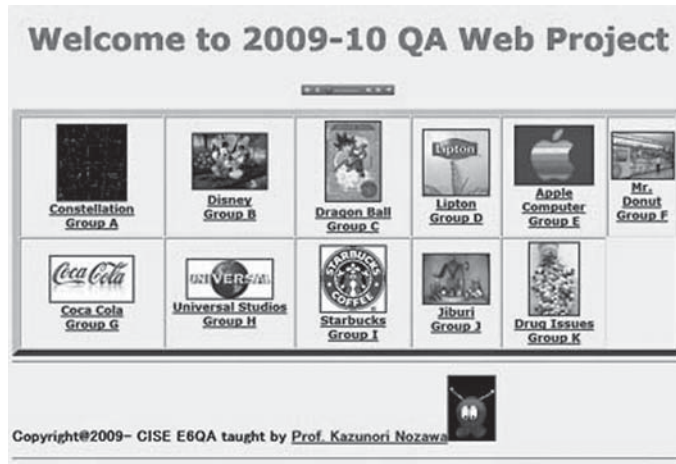 Welcome to 2009-10 QA Web Project
Constellation
Group A
Disney
Group B
Dragon Ball
Group C
Lipton
Lipton
Group D
Apple
Computer
Group E
Mr.
Donut
Group F
Coca Cola
Coca Cola
Group G
UNIVERSAL
Universal Studios
Group H
STARBUCKS
COFFEE
Starbucks
Group I
Jiburi
Group J
Drug Issues
Group K
Copyright@2009- CISE E6QA taught by Prof. Kazunori Nozawa